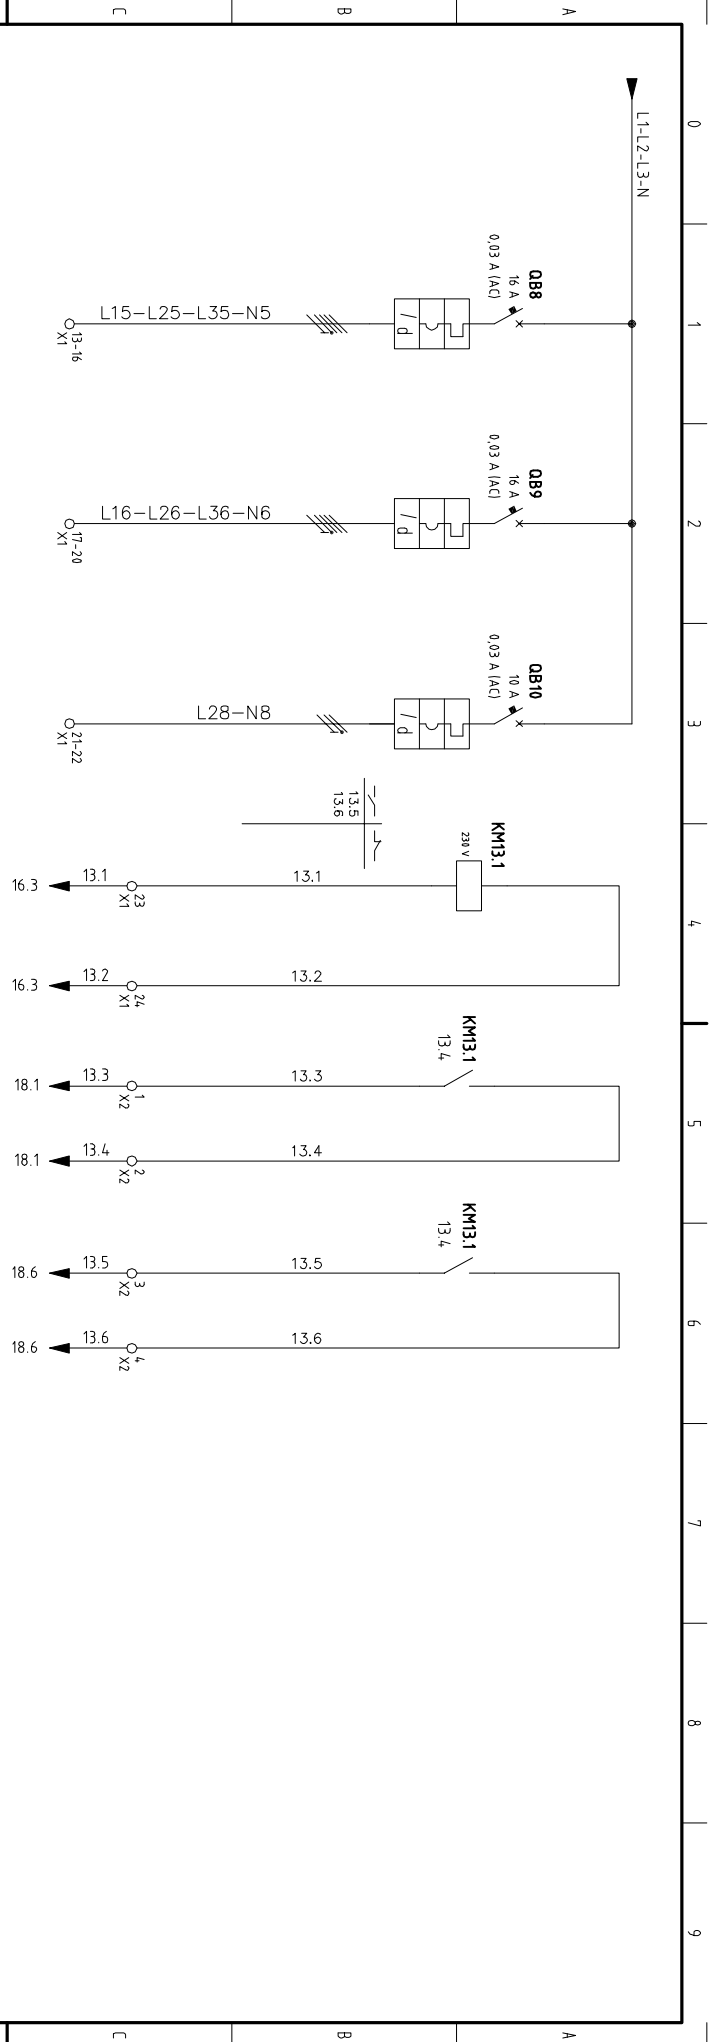 0
1
2
3
4
5
6
7
8
9
A
B
C
A
B
C
L1-L2-L3-N
QB8
16 A
0,03 A (AC)
I d
L15-L25-L35-N5
13-16
X1
QB9
16 A
0,03 A (AC)
I d
L16-L26-L36-N6
17-20
X1
QB10
10 A
0,03 A (AC)
I d
L28-N8
21-22
X1
13.5
13.6
KM13.1
230 V
13.1
23
X1
13.1
16.3
13.2
24
X1
13.2
16.3
KM13.1
13.4
13.3
1
X2
13.3
18.1
13.4
2
X2
13.4
18.1
KM13.1
13.4
13.5
3
X2
13.5
18.6
13.6
4
X2
13.6
18.6